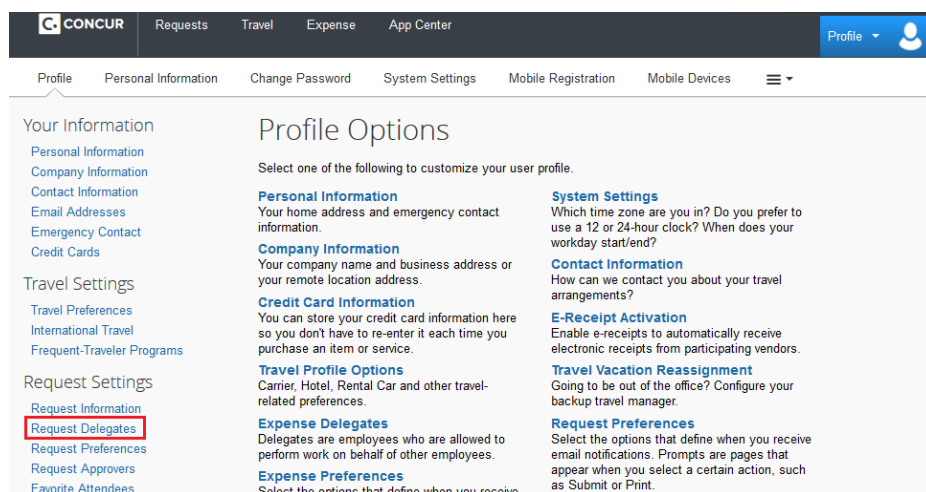 C. CONCUR Requests Travel Expense App Center
Profile
Profile Personal Information Change Password System Settings Mobile Registration Mobile Devices
Your Information
Personal Information
Company Information
Contact Information
Email Addresses
Emergency Contact
Credit Cards
Travel Settings
Travel Preferences
International Travel
Frequent-Traveler Programs
Request Settings
Request Information
Request Delegates
Request Preferences
Request Approvers
Favorite Attendees
Profile Options
Select one of the following to customize your user profile.
Personal Information
Your home address and emergency contact
information.
Company Information
Your company name and business address or
your remote location address.
Credit Card Information
You can store your credit card information here
so you don't have to re-enter it each time you
purchase an item or service.
Travel Profile Options
Carrier, Hotel, Rental Car and other travel-
related preferences.
Expense Delegates
Delegates are employees who are allowed to
perform work on behalf of other employees.
Expense Preferences
Select the options that define when you receive
System Settings
Which time zone are you in? Do you prefer to
use a 12 or 24-hour clock? When does your
workday start/end?
Contact Information
How can we contact you about your travel
arrangements?
E-Receipt Activation
Enable e-receipts to automatically receive
electronic receipts from participating vendors.
Travel Vacation Reassignment
Going to be out of the office? Configure your
backup travel manager.
Request Preferences
Select the options that define when you receive
email notifications. Prompts are pages that
appear when you select a certain action, such
as Submit or Print.